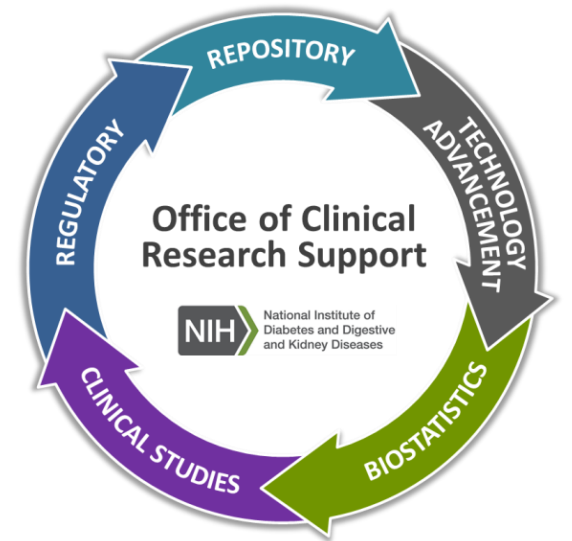 REPOSITORY
TECHNOLOGY
ADVANCEMENT
BIOSTATISTICS
CLINICAL STUDIES
REGULATORY
Office of Clinical
Research Support
NIH
National Institute of
Diabetes and Digestive
and Kidney Diseases